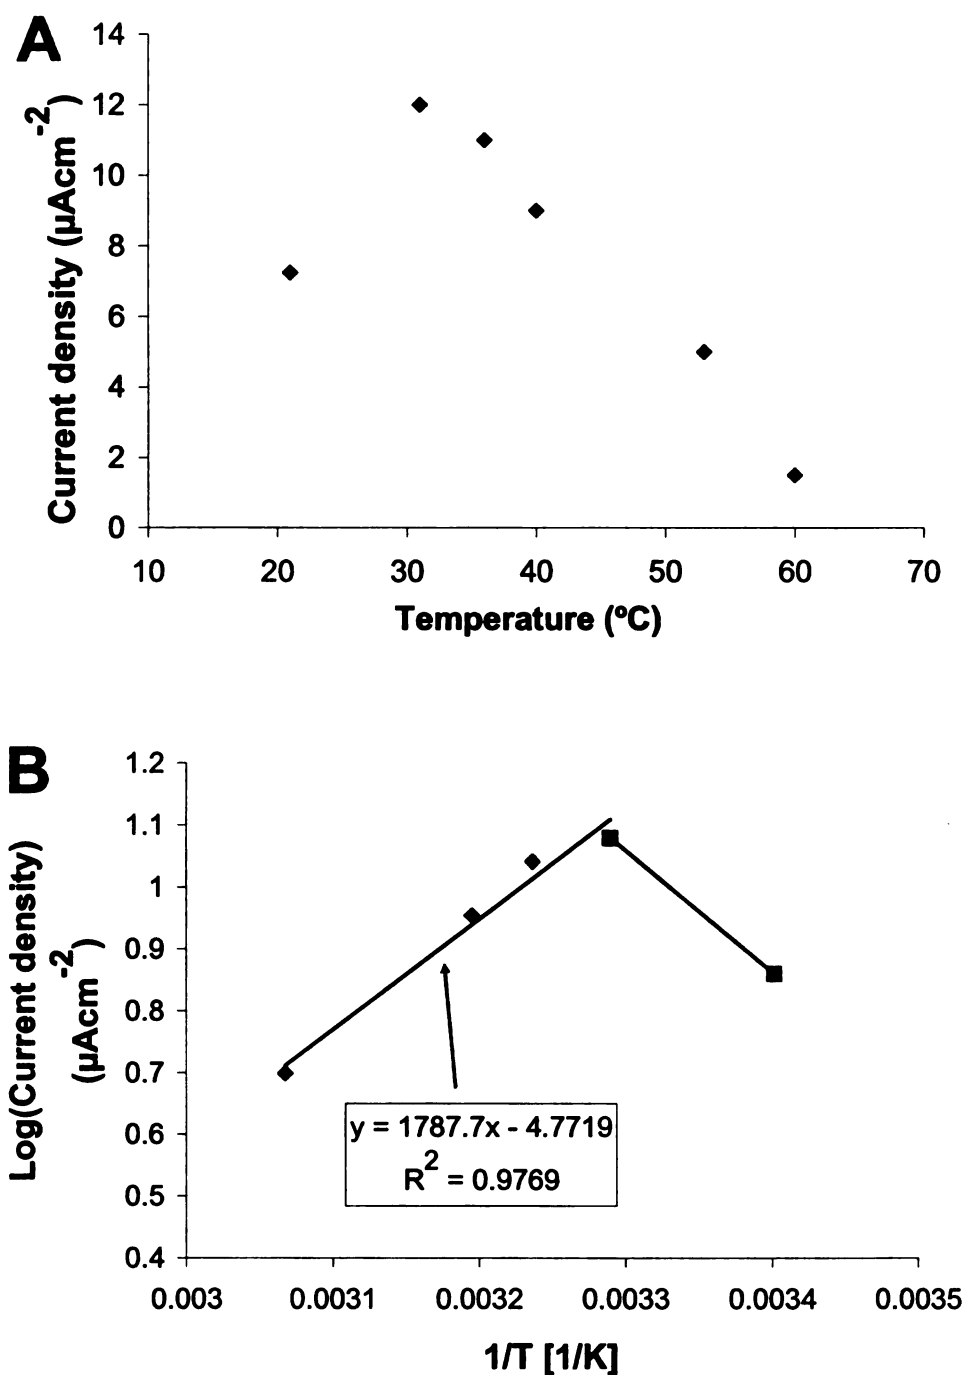 A
14
12
10
8
6
4
2
0
Current density (µAcm-2)
10 20 30 40 50 60 70
Temperature (ºC)
B
1.2
1.1
1
0.9
0.8
0.7
0.6
0.5
0.4
Log(Current density)
(µAcm-2)
y = 1787.7x - 4.7719
R2 = 0.9769
0.003 0.0031 0.0032 0.0033 0.0034 0.0035
1/T [1/K]